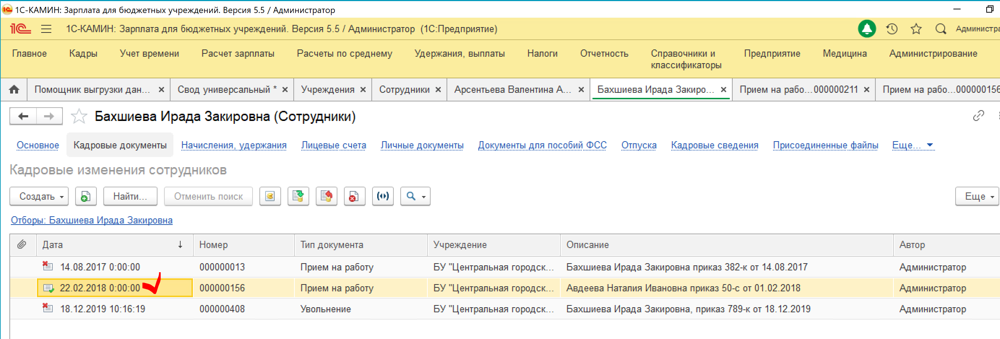 1С-КАМИН: Зарплата для бюджетных учреждений. Версия 5.5 / Администратор
1С-КАМИН: Зарплата для бюджетных учреждений. Версия 5.5 / Администратор (1С:Предприятие)
Администра
Главное Кадры Учет времени Расчет зарплаты Расчеты по среднему Удержания, выплаты Налоги Отчетность Справочники и классификаторы Предприятие Медицина Администрирование
Помощник выгрузки дан... Свод универсальный * Учреждения Сотрудники Арсентьева Валентина А... Бахшиева Ирада Закиро... Прием на рабо...000000211 Прием на рабо...000000156
Бахшиева Ирада Закировна (Сотрудники)
Основное Кадровые документы Начисления, удержания Лицевые счета Личные документы Документы для пособий ФСС Отпуска Кадровые сведения Присоединенные файлы Еще...
Кадровые изменения сотрудников
Создать Найти... Отменить поиск Еще
Отборы: Бахшиева Ирада Закировна
Дата Номер Тип документа Учреждение Описание Автор
14.08.2017 0:00:00 000000013 Прием на работу БУ "Центральная городск... Бахшиева Ирада Закировна приказ 382-к от 14.08.2017 Администратор
22.02.2018 0:00:00 000000156 Прием на работу БУ "Центральная городск... Авдеева Наталия Ивановна приказ 50-с от 01.02.2018 Администратор
18.12.2019 10:16:19 000000408 Увольнение БУ "Центральная городск... Бахшиева Ирада Закировна, приказ 789-к от 18.12.2019 Администратор